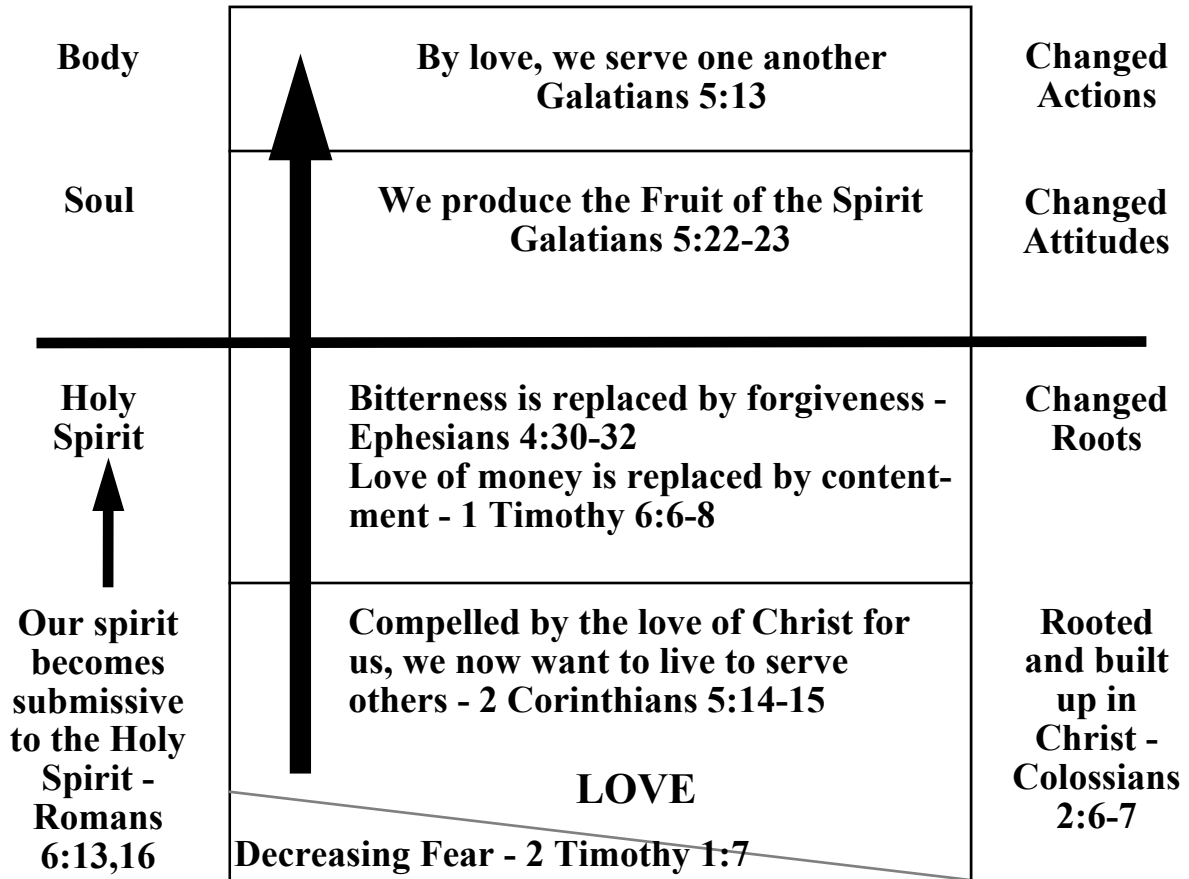 Body
By love, we serve one another
Galatians 5:13
Changed
Actions
Soul
We produce the Fruit of the Spirit
Galatians 5:22-23
Changed
Attitudes
Holy
Spirit
Bitterness is replaced by forgiveness -
Ephesians 4:30-32
Love of money is replaced by content-
ment - 1 Timothy 6:6-8
Changed
Roots
Our spirit
becomes
submissive
to the Holy
Spirit -
Romans
6:13,16
Compelled by the love of Christ for
us, we now want to live to serve
others - 2 Corinthians 5:14-15
LOVE
Decreasing Fear - 2 Timothy 1:7
Rooted
and built
up in
Christ -
Colossians
2:6-7